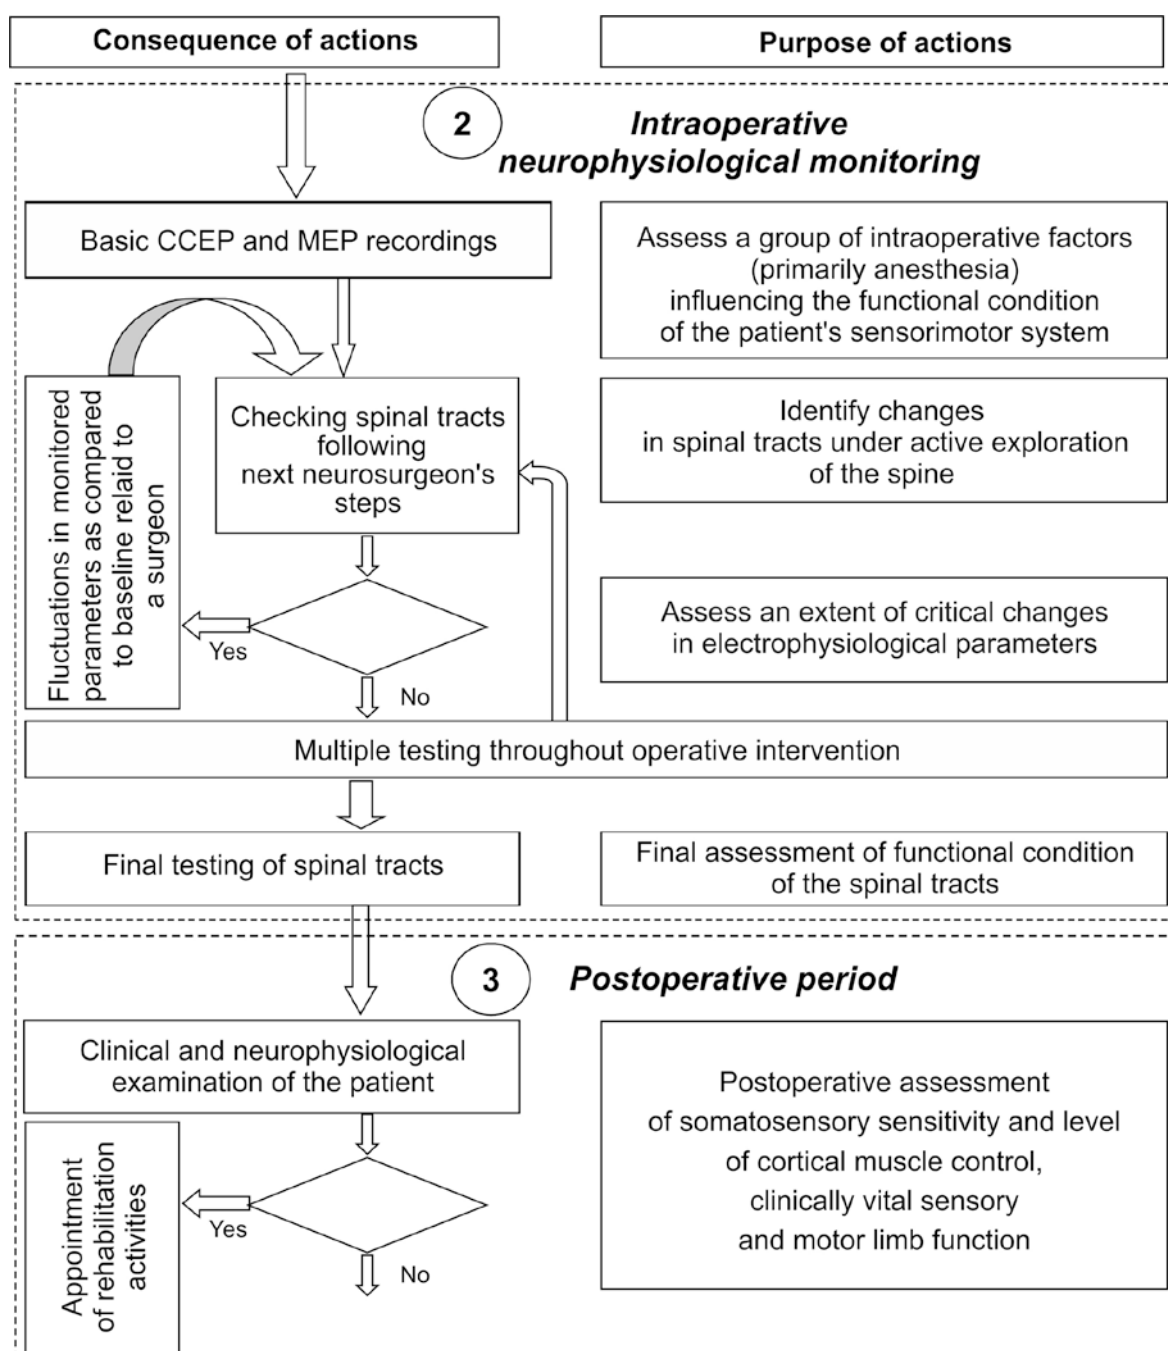 Consequence of actions
Purpose of actions
2
Intraoperative
neurophysiological monitoring
Basic CCEP and MEP recordings
Assess a group of intraoperative factors
(primarily anesthesia)
influencing the functional condition
of the patient's sensorimotor system
Fluctuations in monitored
parameters as compared
to baseline relaid to
a surgeon
Checking spinal tracts
following
next neurosurgeon's
steps
Identify changes
in spinal tracts under active exploration
of the spine
Yes
No
Assess an extent of critical changes
in electrophysiological parameters
Multiple testing throughout operative intervention
Final testing of spinal tracts
Final assessment of functional condition
of the spinal tracts
3
Postoperative period
Clinical and neurophysiological
examination of the patient
Postoperative assessment
of somatosensory sensitivity and level
of cortical muscle control,
clinically vital sensory
and motor limb function
Appointment
of rehabilitation
activities
Yes
No